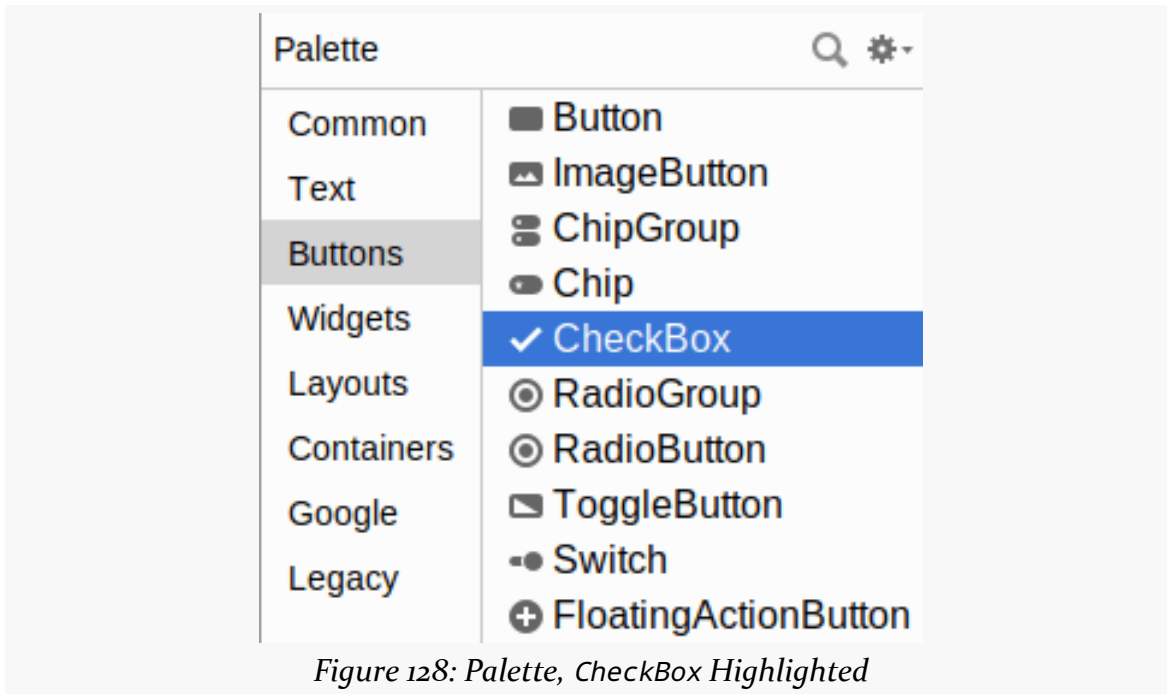 Palette
Common
Text
Buttons
Widgets
Layouts
Containers
Google
Legacy
Button
ImageButton
ChipGroup
Chip
CheckBox
RadioGroup
RadioButton
ToggleButton
Switch
FloatingActionButton
Figure 128: Palette, CheckBox Highlighted